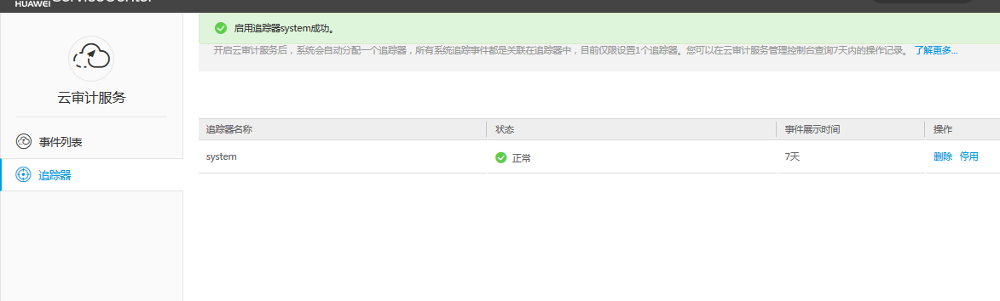 HUAWEI ServiceCenter
启用追踪器system成功。
开启云审计服务后，系统会自动分配一个追踪器，所有系统追踪事件都是关联在追踪器中，目前仅限设置1个追踪器。您可以在云审计服务管理控制台查询7天内的操作记录。 了解更多...
云审计服务
事件列表
追踪器
追踪器名称 状态 事件展示时间 操作
system 正常 7天 删除 停用